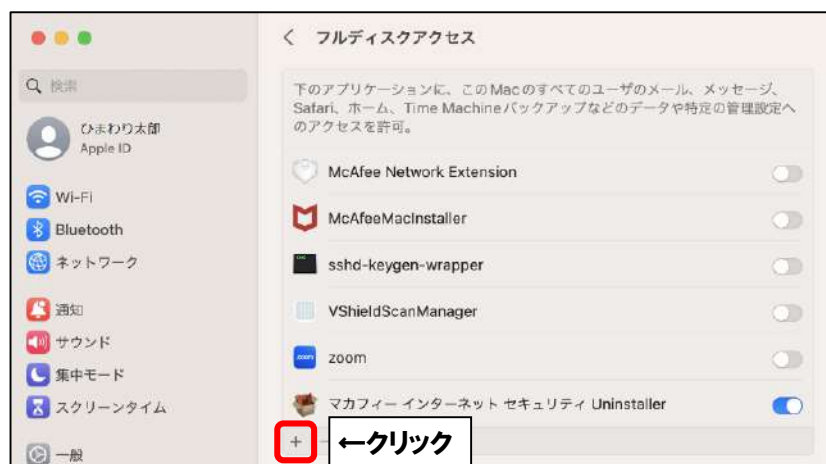 フルディスクアクセス
検索
ひまわり太郎
Apple ID
Wi-Fi
Bluetooth
ネットワーク
通知
サウンド
集中モード
スクリーンタイム
一般
下のアプリケーションに、このMacのすべてのユーザのメール、メッセージ、
Safari、ホーム、Time Machineバックアップなどのデータや特定の管理設定へ
のアクセスを許可。
McAfee Network Extension
McAfeeMacInstaller
sshd-keygen-wrapper
VShieldScanManager
zoom
zoom
マカフィー インターネット セキュリティ Uninstaller
+
←クリック